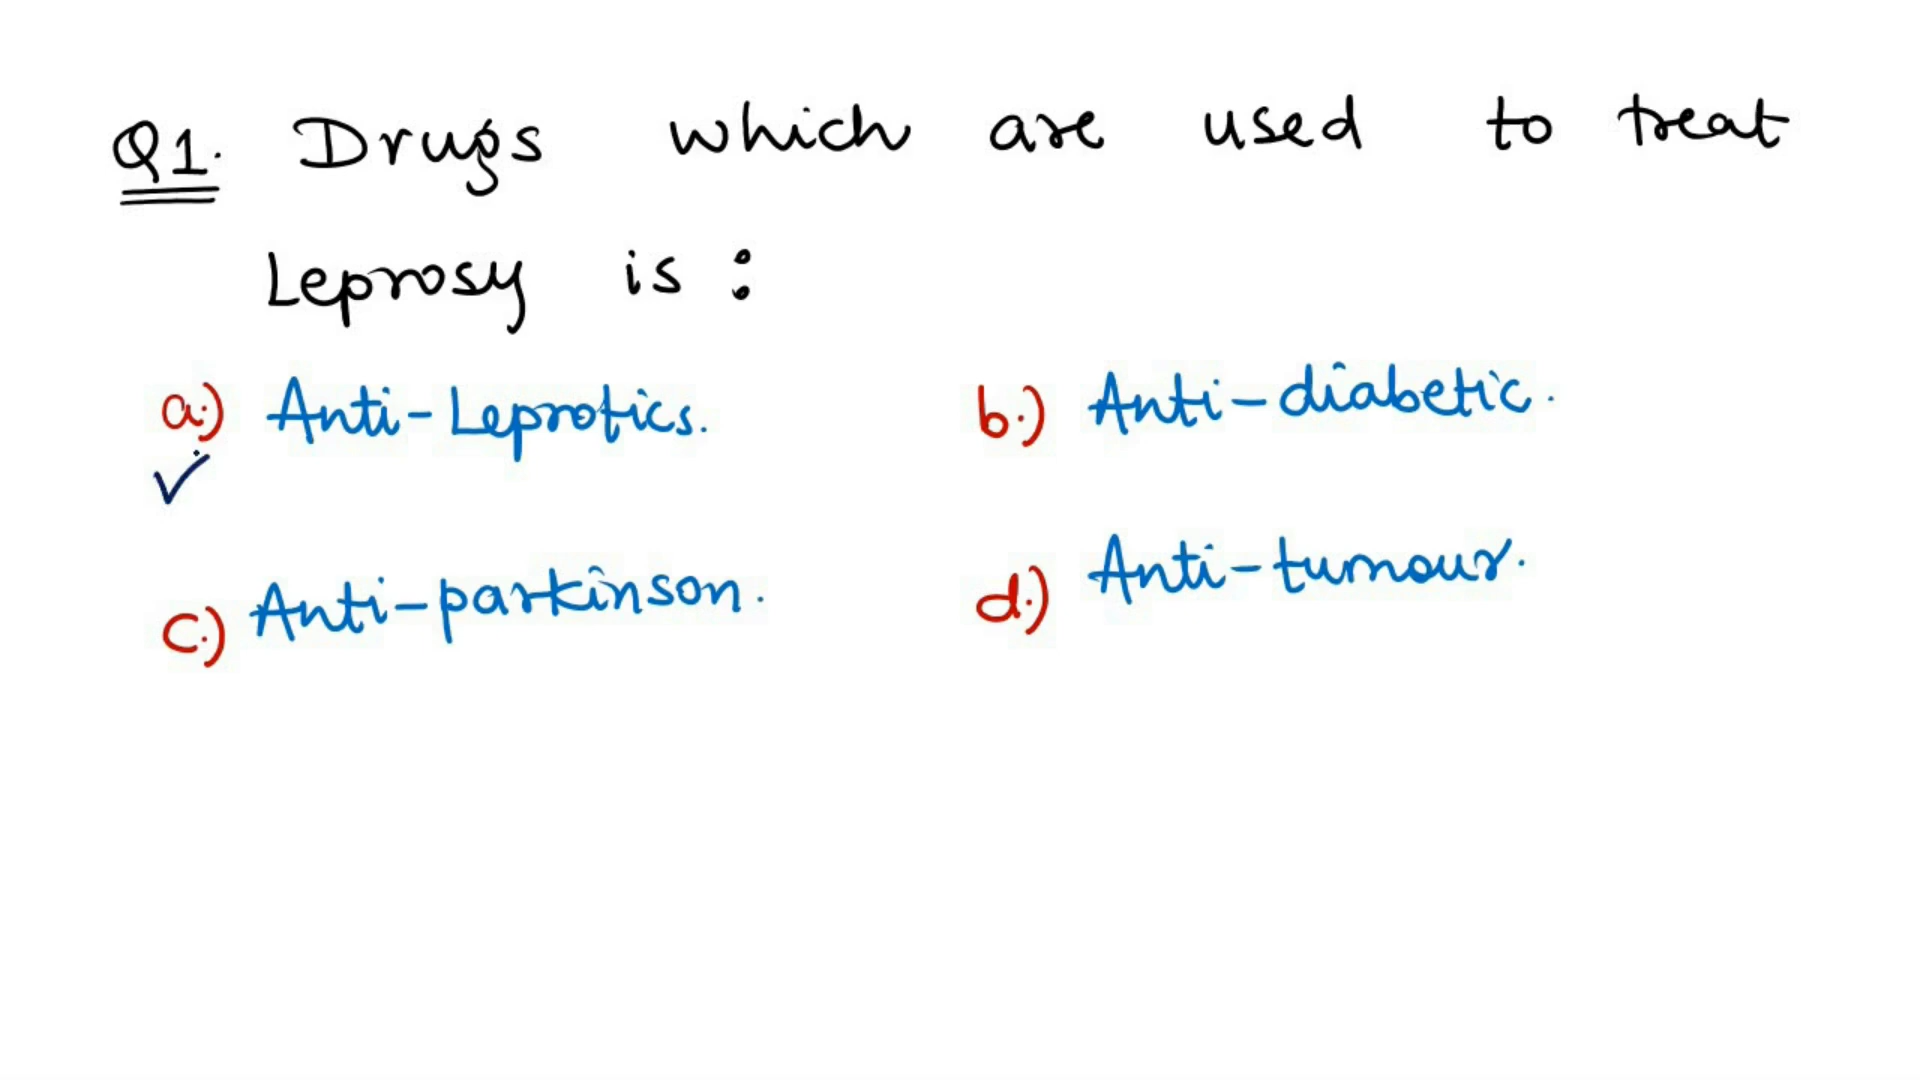 Q1. Drugs which are used to treat
Leprosy is :
a.) Anti-Leprotics.
b.) Anti-diabetic.
c.) Anti-parkinson.
d.) Anti-tumour.